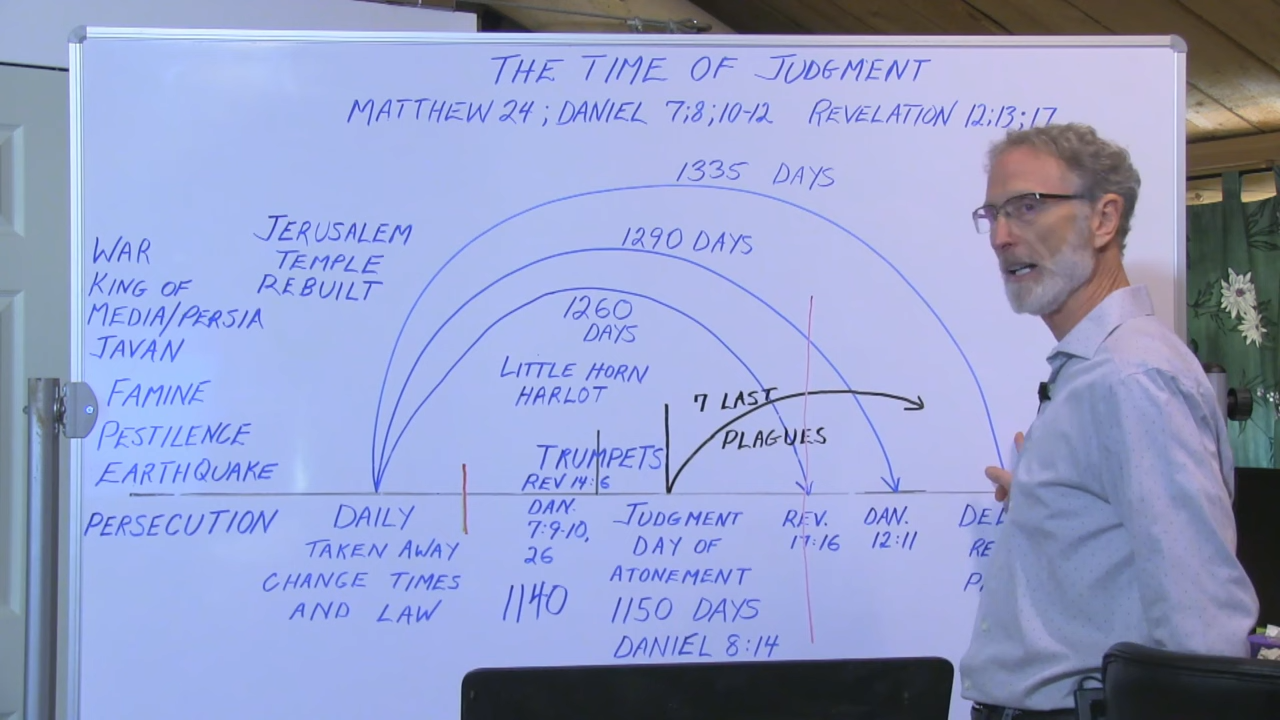 THE TIME OF JUDGMENT
MATTHEW 24; DANIEL 7;8;10-12 REVELATION 12;13;17
1335 DAYS
1290 DAYS
1260
DAYS
JERUSALEM
TEMPLE
REBUILT
WAR
KING OF
MEDIA/PERSIA
JAVAN
FAMINE
PESTILENCE
EARTHQUAKE
PERSECUTION
LITTLE HORN
HARLOT
7 LAST
PLAGUES
TRUMPETS
REV 14:6
DAILY
TAKEN AWAY
CHANGE TIMES
AND LAW
DAN.
7:9-10,
26
1140
JUDGMENT
DAY OF
ATONEMENT
1150 DAYS
DANIEL 8:14
REV.
17:16
DAN.
12:11